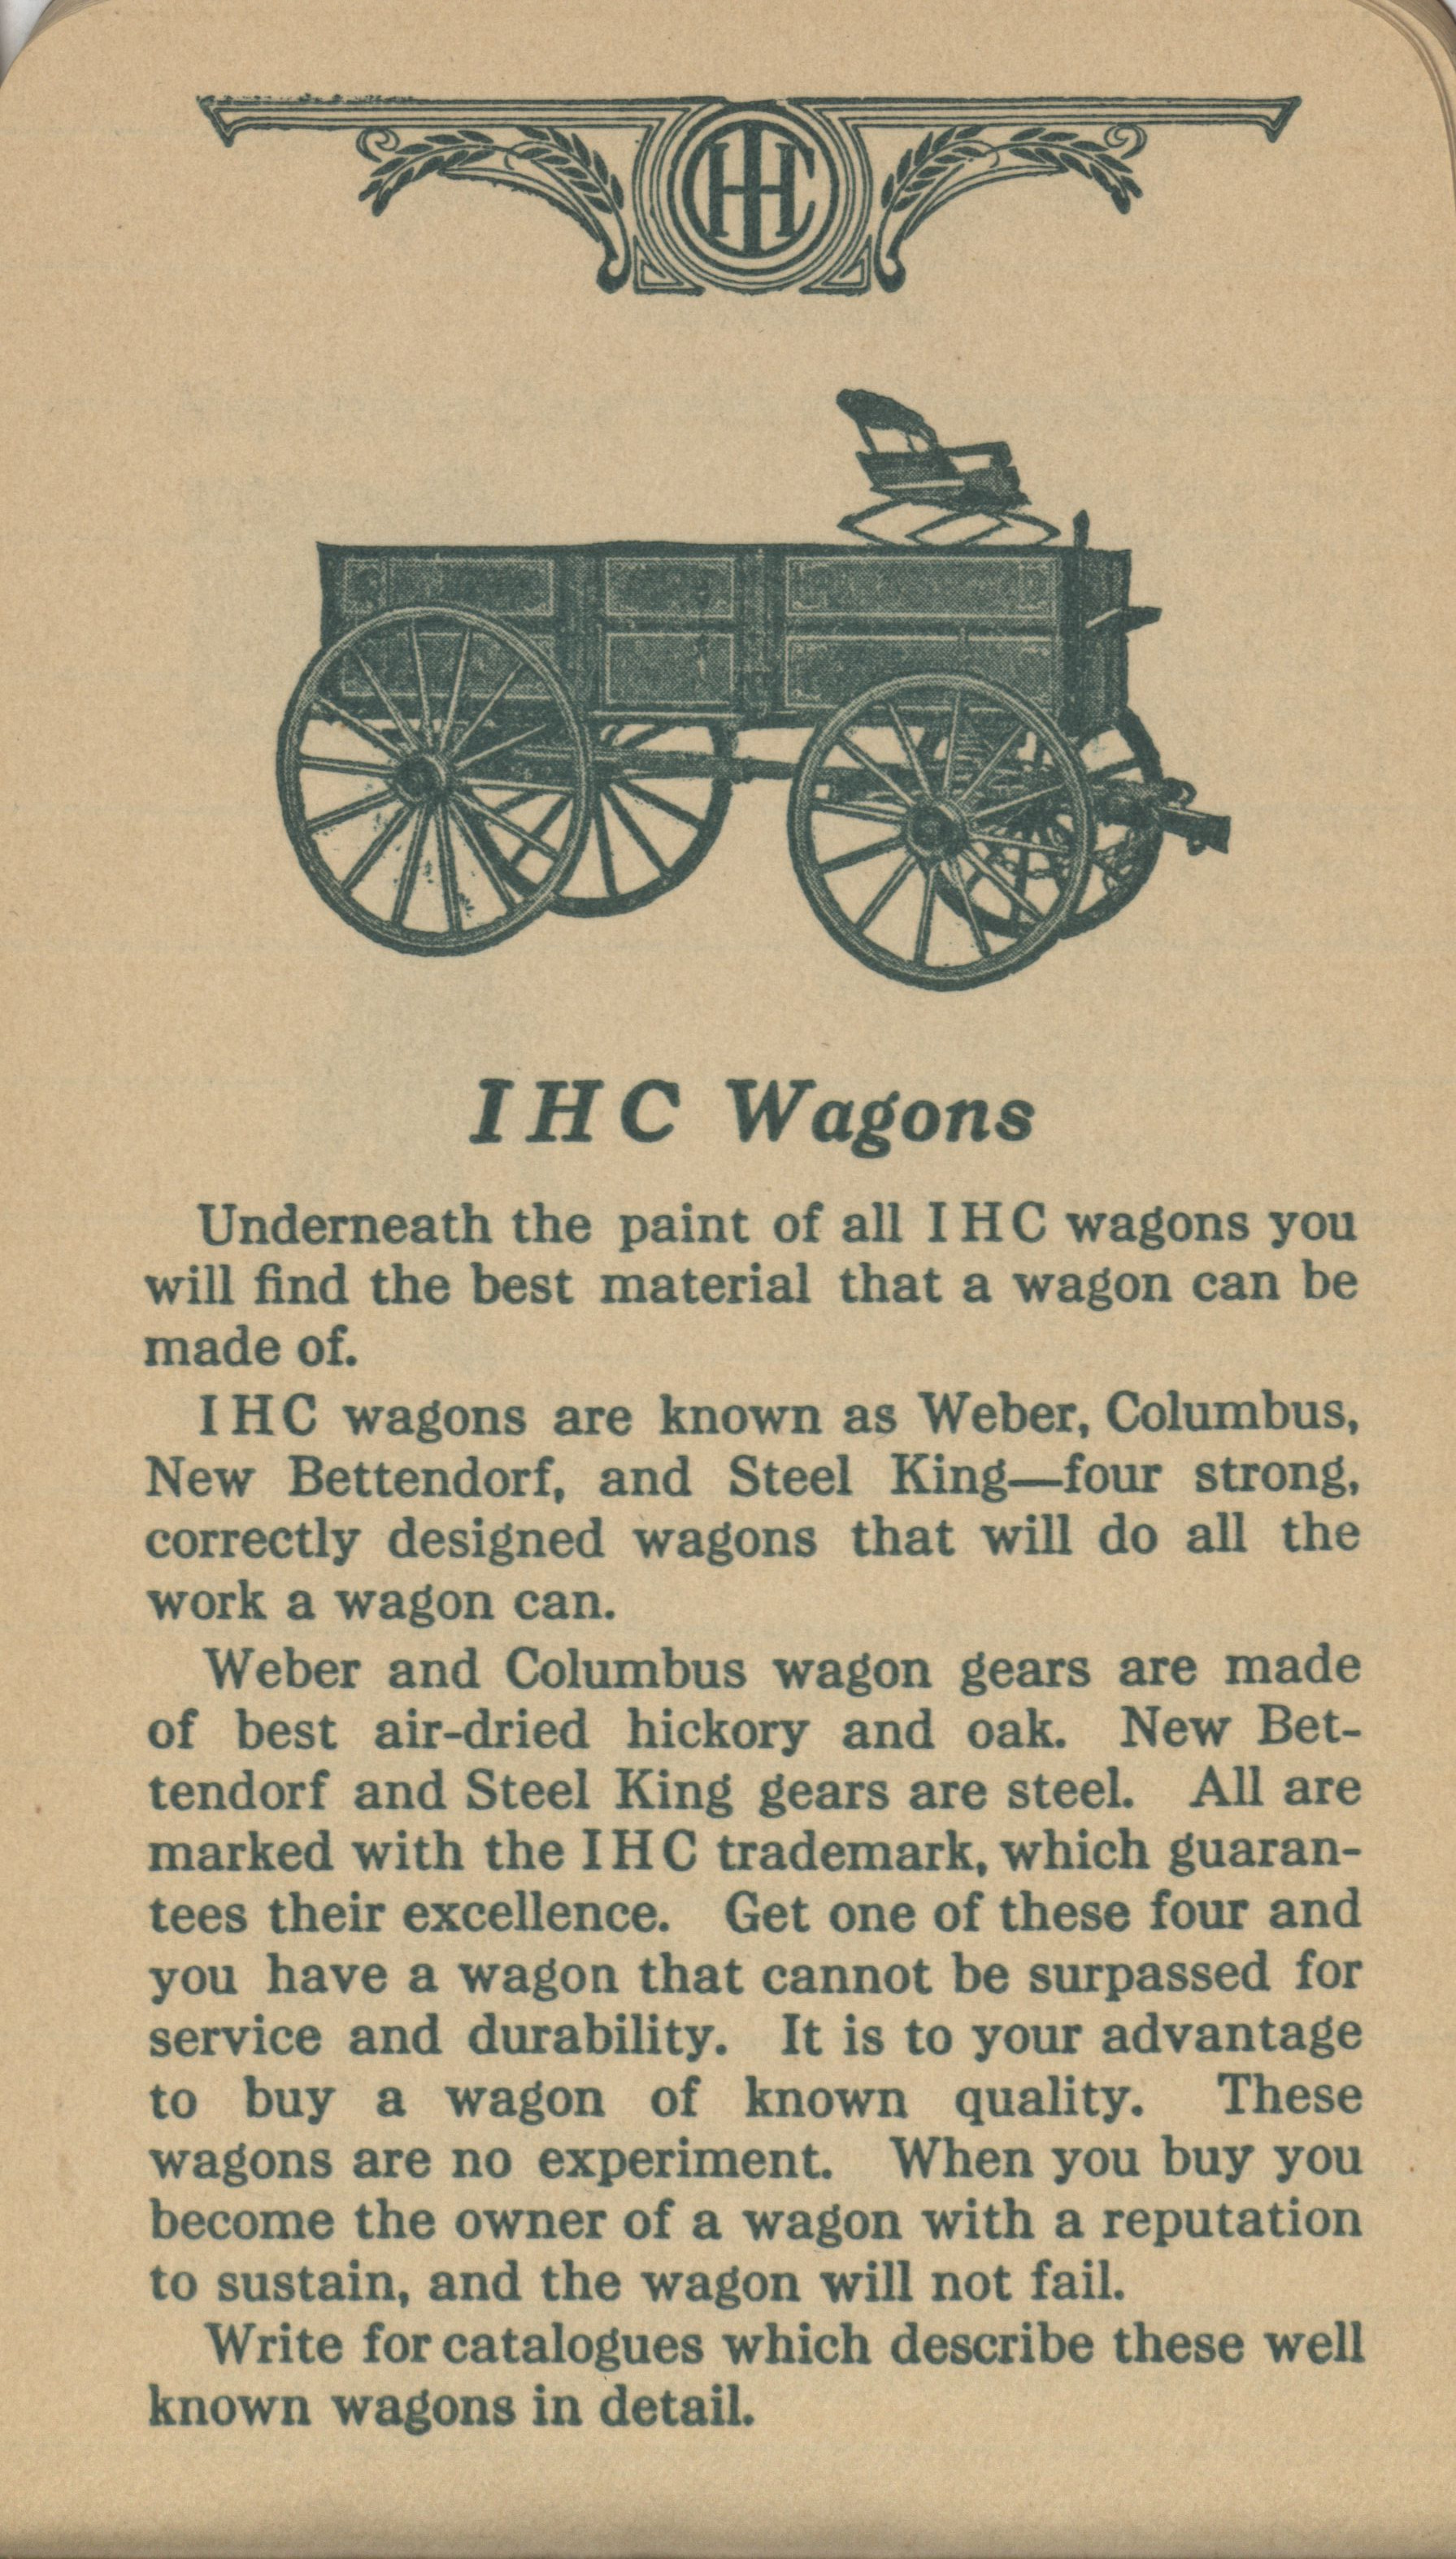 IHC
I H C Wagons
Underneath the paint of all I H C wagons you
will find the best material that a wagon can be
made of.
I H C wagons are known as Weber, Columbus,
New Bettendorf, and Steel King—four strong,
correctly designed wagons that will do all the
work a wagon can.
Weber and Columbus wagon gears are made
of best air-dried hickory and oak. New Bet-
tendorf and Steel King gears are steel. All are
marked with the I H C trademark, which guaran-
tees their excellence. Get one of these four and
you have a wagon that cannot be surpassed for
service and durability. It is to your advantage
to buy a wagon of known quality. These
wagons are no experiment. When you buy you
become the owner of a wagon with a reputation
to sustain, and the wagon will not fail.
Write for catalogues which describe these well
known wagons in detail.